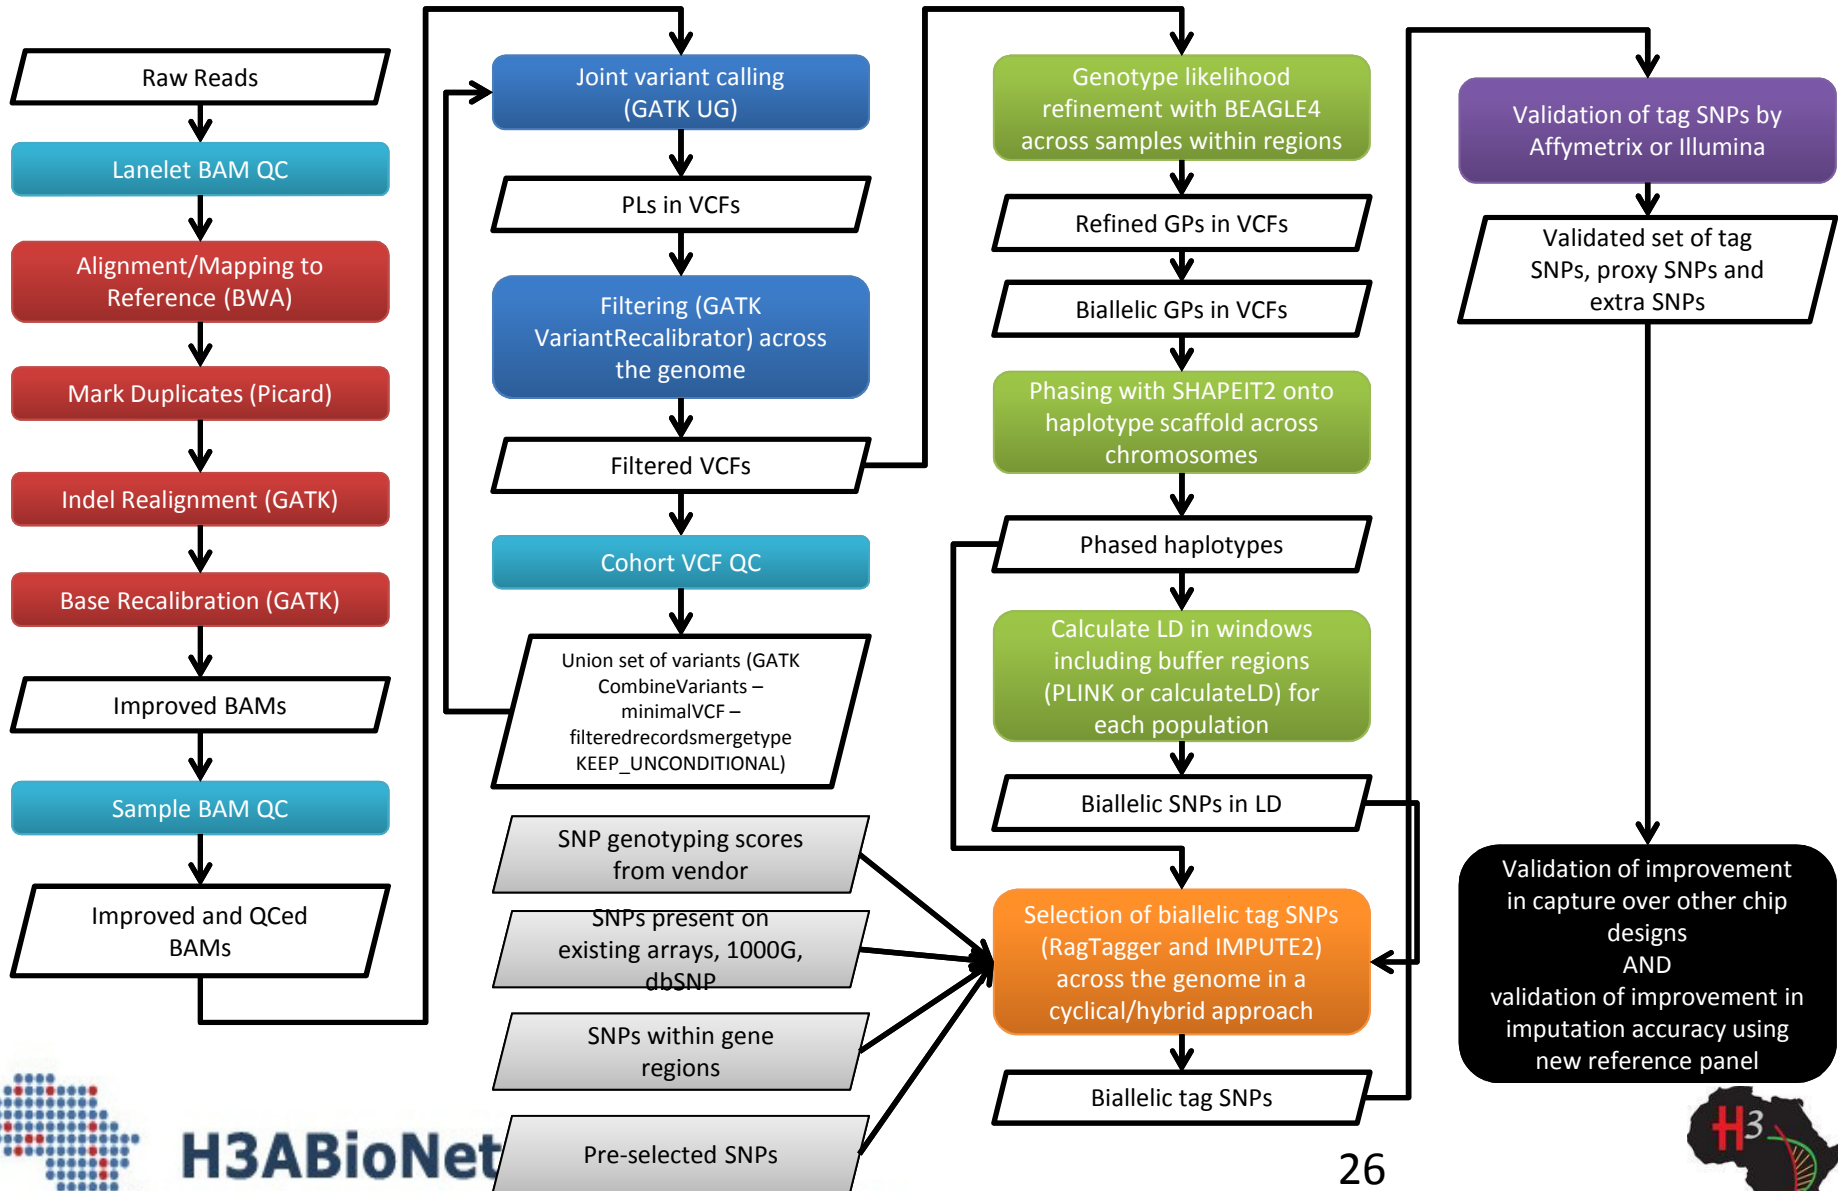 Raw Reads
Lanelet BAM QC
Alignment/Mapping to
Reference (BWA)
Mark Duplicates (Picard)
Indel Realignment (GATK)
Base Recalibration (GATK)
Improved BAMs
Sample BAM QC
Improved and QCed
BAMs
Joint variant calling
(GATK UG)
PLs in VCFs
Filtering (GATK
VariantRecalibrator) across
the genome
Filtered VCFs
Cohort VCF QC
Union set of variants (GATK
CombineVariants –
minimalVCF –
filteredrecordsmergetype
KEEP_UNCONDITIONAL)
SNP genotyping scores
from vendor
SNPs present on
existing arrays, 1000G,
dbSNP
SNPs within gene
regions
Pre-selected SNPs
Genotype likelihood
refinement with BEAGLE4
across samples within regions
Refined GPs in VCFs
Biallelic GPs in VCFs
Phasing with SHAPEIT2 onto
haplotype scaffold across
chromosomes
Phased haplotypes
Calculate LD in windows
including buffer regions
(PLINK or calculateLD) for
each population
Biallelic SNPs in LD
Selection of biallelic tag SNPs
(RagTagger and IMPUTE2)
across the genome in a
cyclical/hybrid approach
Biallelic tag SNPs
Validation of tag SNPs by
Affymetrix or Illumina
Validated set of tag
SNPs, proxy SNPs and
extra SNPs
Validation of improvement
in capture over other chip
designs
AND
validation of improvement in
imputation accuracy using
new reference panel
H3ABioNet
26
H3